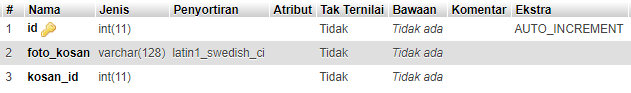 # Nama Jenis Penyortiran Atribut Tak Ternilai Bawaan Komentar Ekstra
1 id int(11) Tidak Tidak ada AUTO_INCREMENT
2 foto_kosan varchar(128) latin1_swedish_ci Tidak Tidak ada
3 kosan_id int(11) Tidak Tidak ada